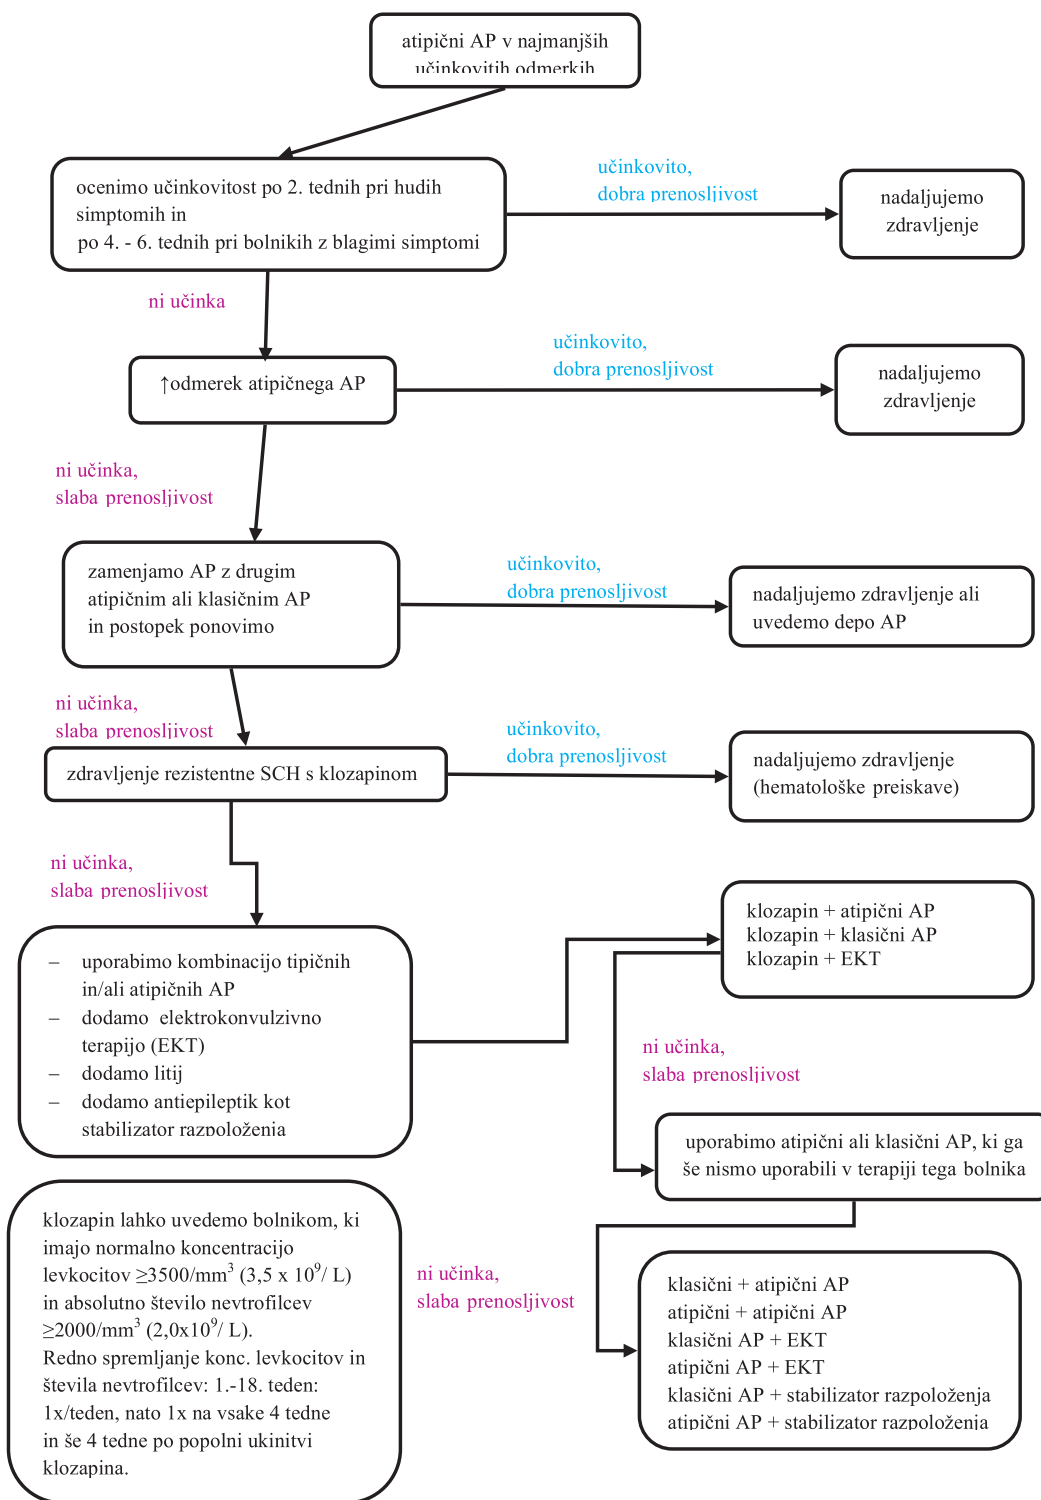 atipični AP v najmanjših
učinkovitih odmerkih
ocenimo učinkovitost po 2. tednih pri hudih
simptomih in
po 4. - 6. tednih pri bolnikih z blagimi simptomi
učinkovito,
dobra prenosljivost
nadaljujemo
zdravljenje
ni učinka
↑odmerek atipičnega AP
učinkovito,
dobra prenosljivost
nadaljujemo
zdravljenje
ni učinka,
slaba prenosljivost
zamenjamo AP z drugim
atipičnim ali klasičnim AP
in postopek ponovimo
učinkovito,
dobra prenosljivost
nadaljujemo zdravljenje ali
uvedemo depo AP
ni učinka,
slaba prenosljivost
zdravljenje rezistentne SCH s klozapinom
učinkovito,
dobra prenosljivost
nadaljujemo zdravljenje
(hematološke preiskave)
ni učinka,
slaba prenosljivost
– uporabimo kombinacijo tipičnih
in/ali atipičnih AP
– dodamo elektrokonvulzivno
terapijo (EKT)
– dodamo litij
– dodamo antiepileptik kot
stabilizator razpoloženja
klozapin + atipični AP
klozapin + klasični AP
klozapin + EKT
ni učinka,
slaba prenosljivost
uporabimo atipični ali klasični AP, ki ga
še nismo uporabili v terapiji tega bolnika
klozapin lahko uvedemo bolnikom, ki
imajo normalno koncentracijo
levkocitov ≥3500/mm³ (3,5 x 10⁹/ L)
in absolutno število nevtrofilcev
≥2000/mm³ (2,0x10⁹/ L).
Redno spremljanje konc. levkocitov in
števila nevtrofilcev: 1.-18. teden:
1x/teden, nato 1x na vsake 4 tedne
in še 4 tedne po popolni ukinitvi
klozapina.
ni učinka,
slaba prenosljivost
klasični + atipični AP
atipični + atipični AP
klasični AP + EKT
atipični AP + EKT
klasični AP + stabilizator razpoloženja
atipični AP + stabilizator razpoloženja